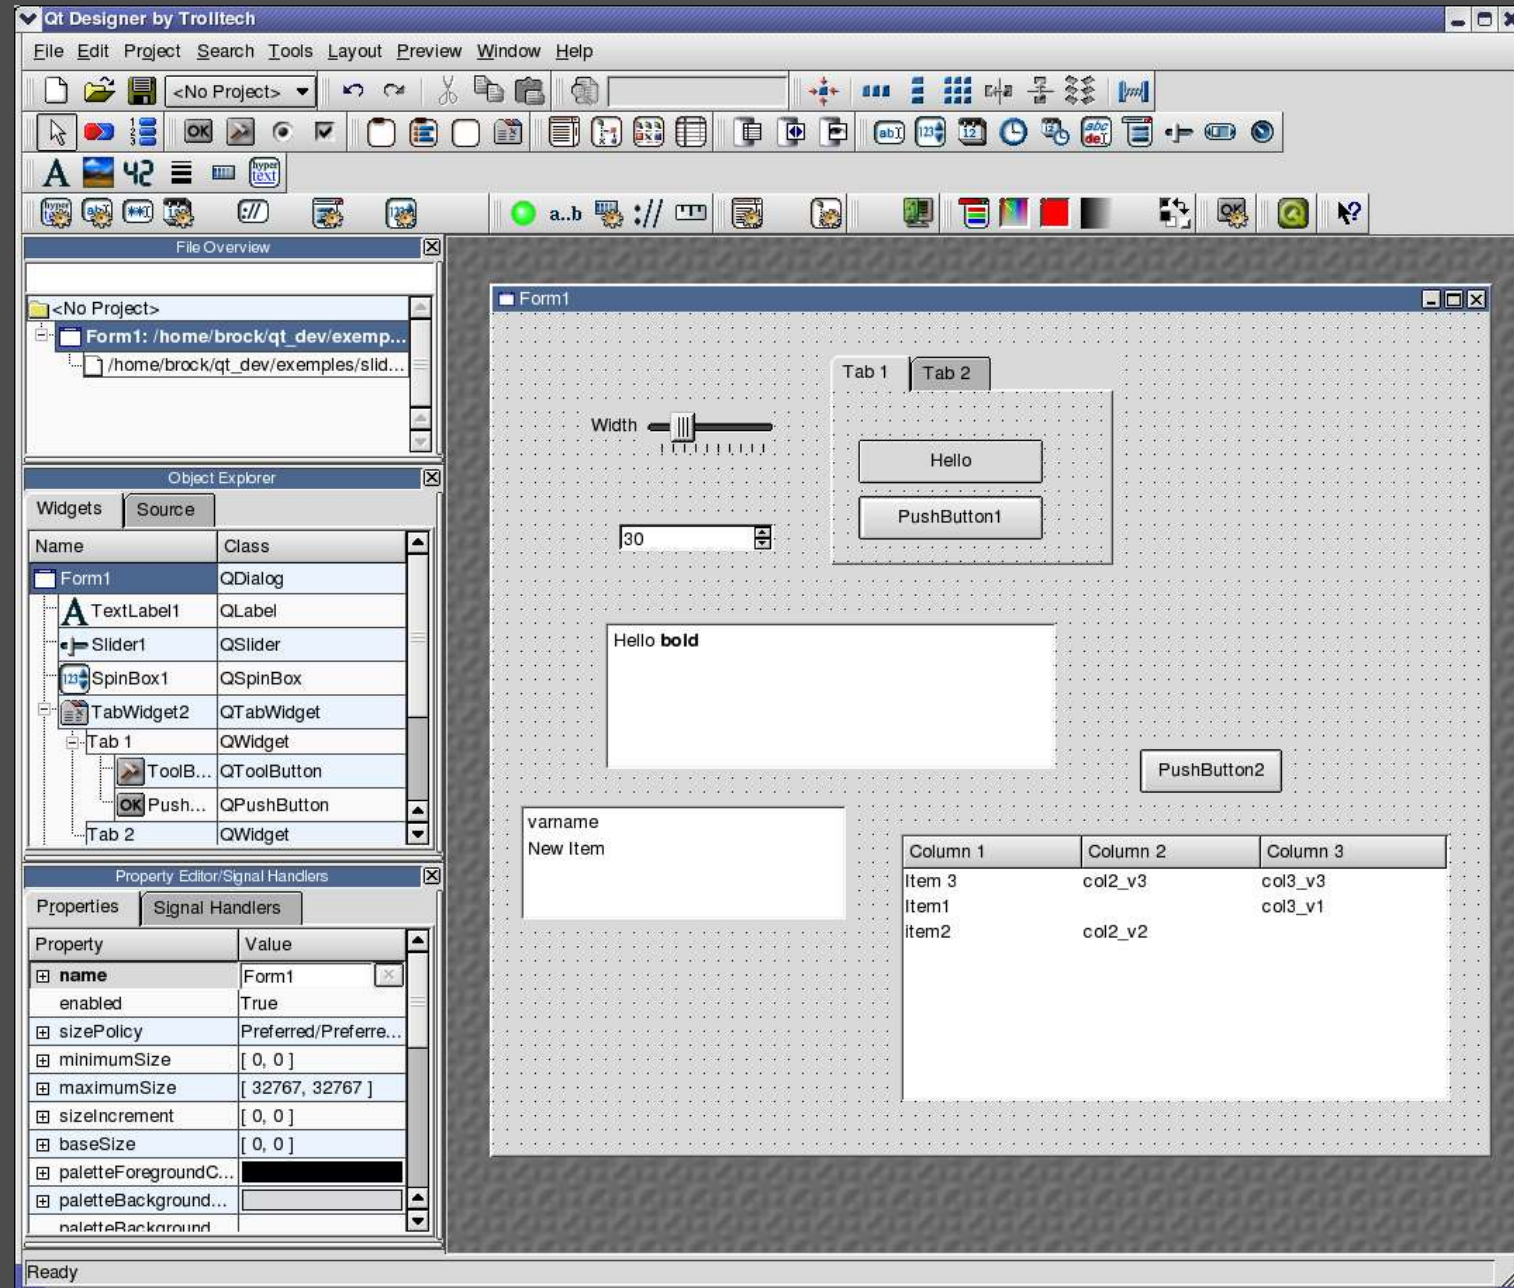 Qt Designer by Trolltech
File Edit Project Search Tools Layout Preview Window Help
<No Project>
File Overview
<No Project>
Form1: /home/brock/qt_dev/exemp...
/home/brock/qt_dev/exemples/slid...
Object Explorer
Widgets Source
Name Class
Form1 QDialog
TextLabel1 QLabel
Slider1 QSlider
SpinBox1 QSpinBox
TabWidget2 QTabWidget
Tab 1 QWidget
ToolB... QToolButton
OK Push... QPushButton
Tab 2 QWidget
Property Editor/Signal Handlers
Properties Signal Handlers
Property Value
name Form1
enabled True
sizePolicy Preferred/Preferre...
minimumSize [ 0, 0 ]
maximumSize [ 32767, 32767 ]
sizeIncrement [ 0, 0 ]
baseSize [ 0, 0 ]
paletteForegroundC...
paletteBackground...
paletteBackground
Form1
Tab 1 Tab 2
Width
Hello
PushButton1
30
Hello bold
PushButton2
varname
New Item
Column 1 Column 2 Column 3
Item 3 col2_v3 col3_v3
Item1 col3_v1
item2 col2_v2
Ready